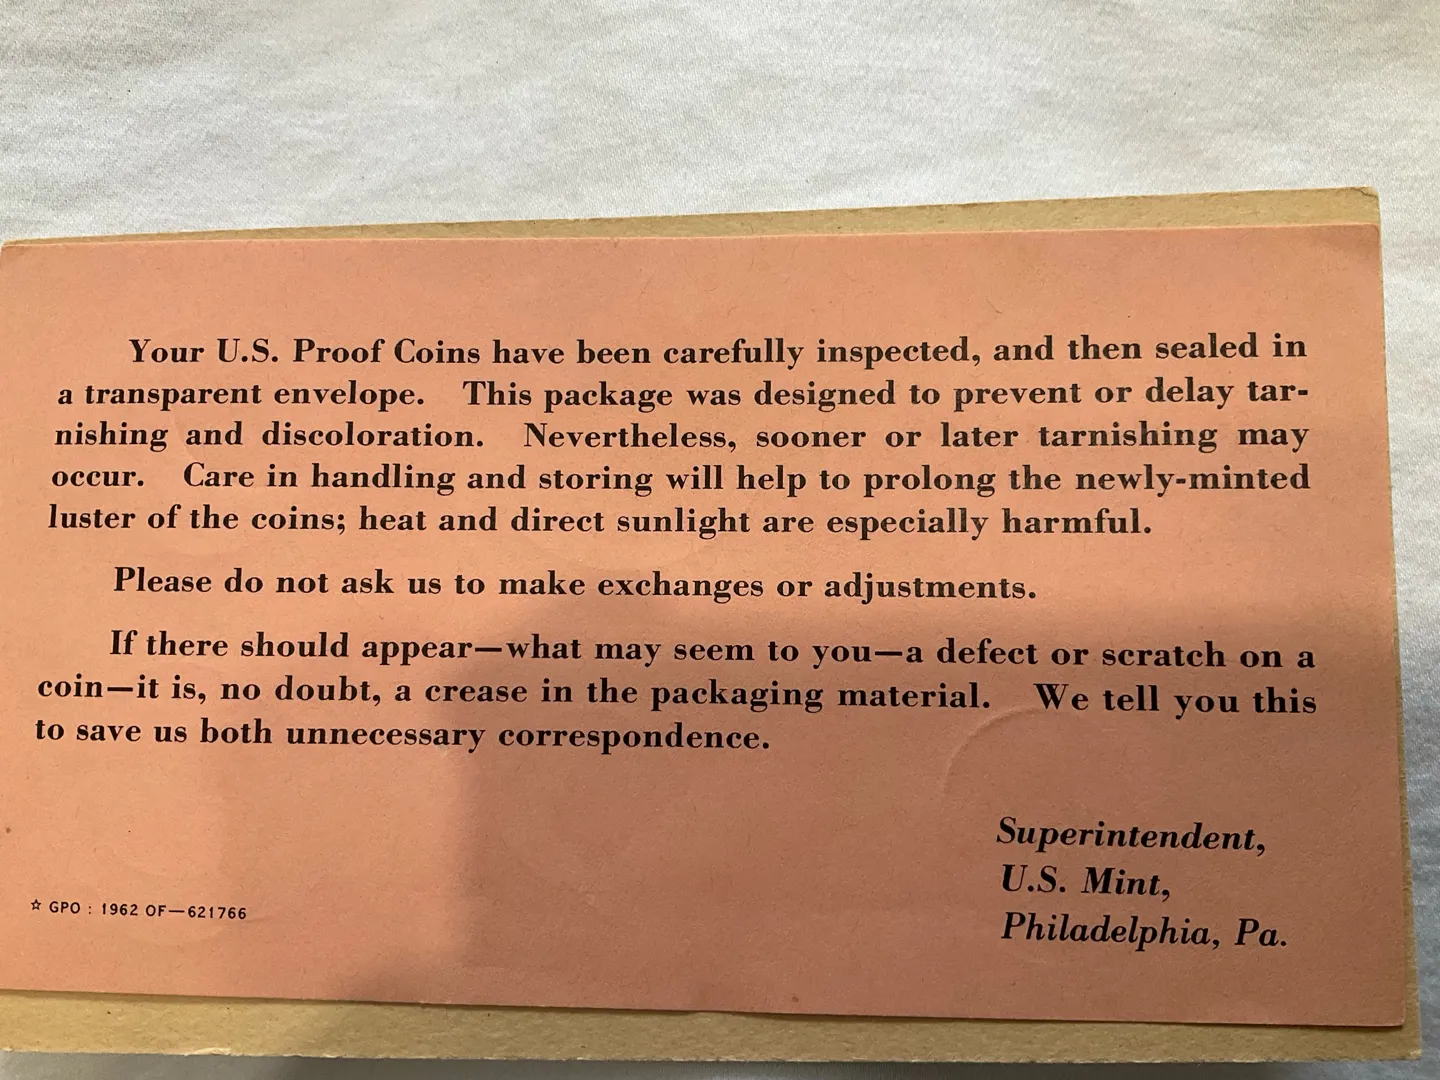 Your U.S. Proof Coins have been carefully inspected, and then sealed in
a transparent envelope. This package was designed to prevent or delay tar-
nishing and discoloration. Nevertheless, sooner or later tarnishing may
occur. Care in handling and storing will help to prolong the newly-minted
luster of the coins; heat and direct sunlight are especially harmful.
Please do not ask us to make exchanges or adjustments.
If there should appear—what may seem to you—a defect or scratch on a
coin—it is, no doubt, a crease in the packaging material. We tell you this
to save us both unnecessary correspondence.
Superintendent,
U.S. Mint,
Philadelphia, Pa.
☆ GPO : 1962 OF—621766